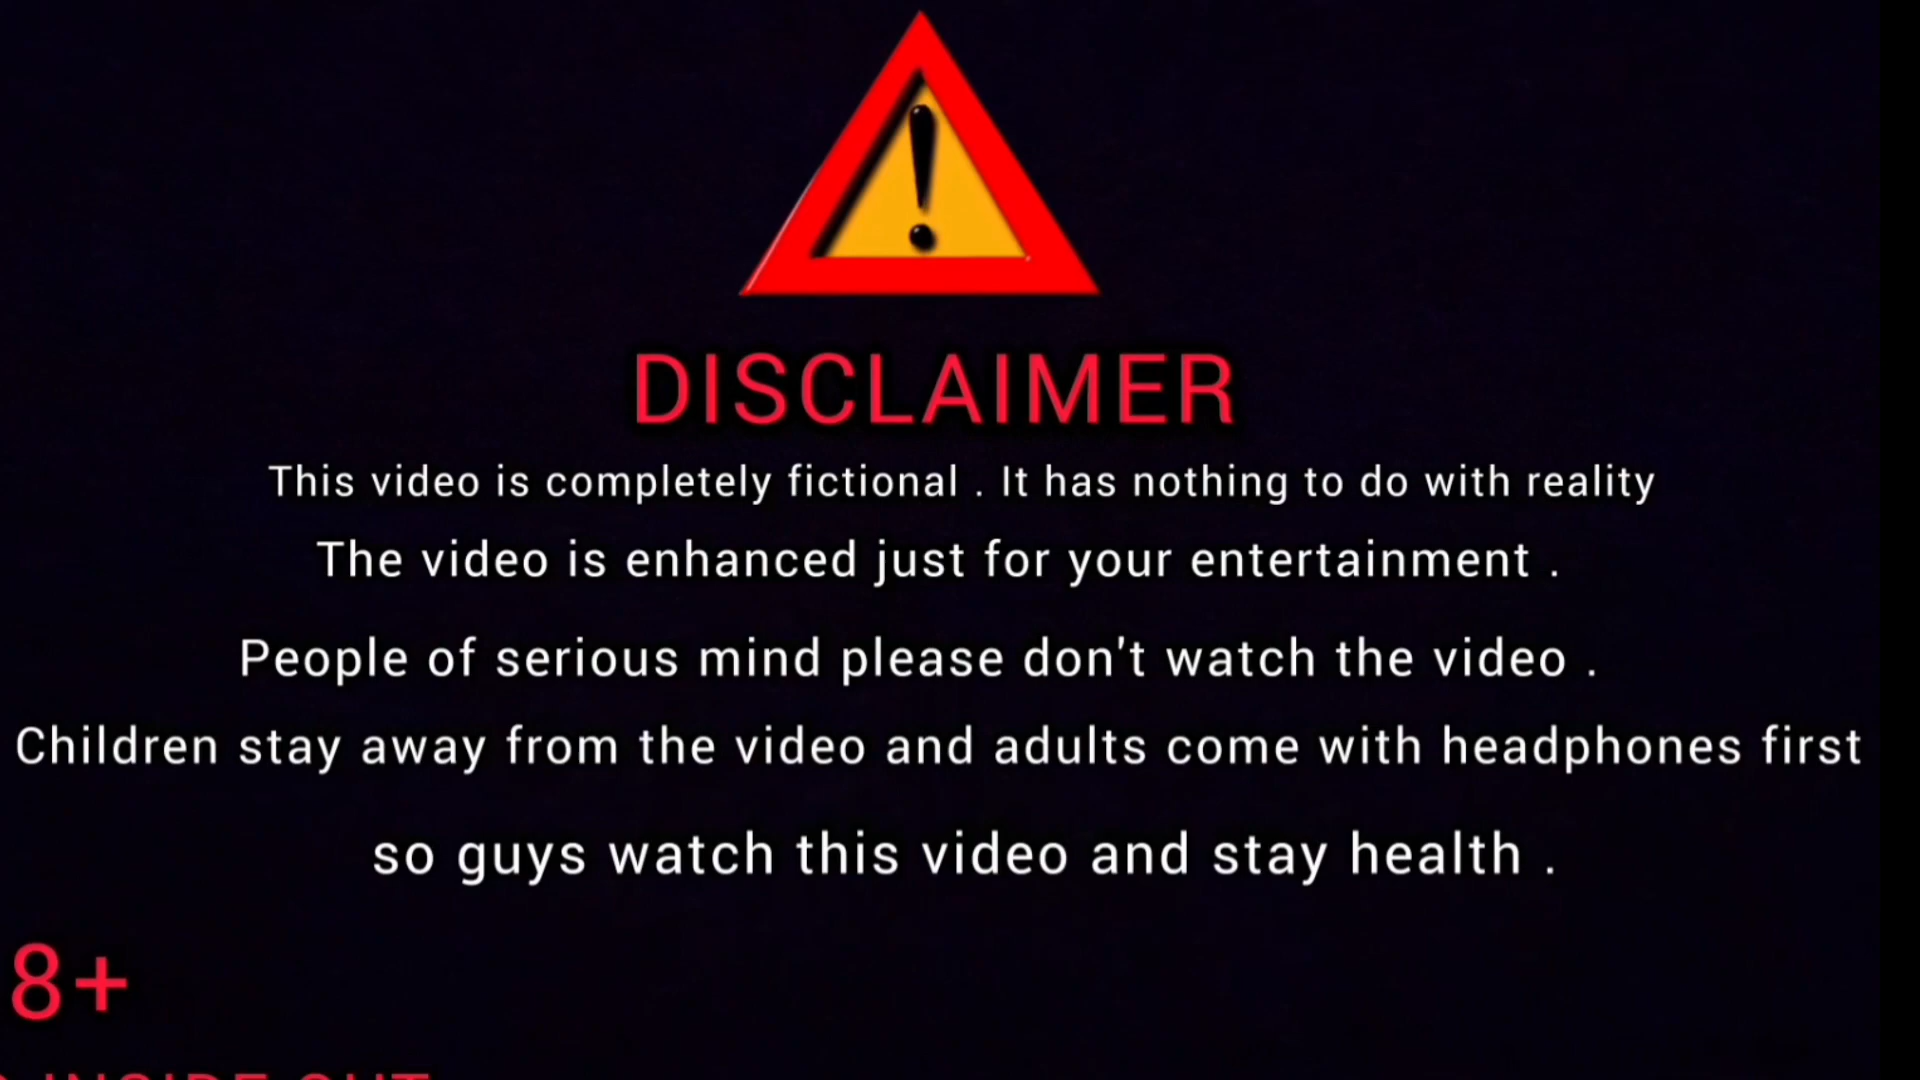 DISCLAIMER
This video is completely fictional . It has nothing to do with reality
The video is enhanced just for your entertainment .
People of serious mind please don't watch the video .
Children stay away from the video and adults come with headphones first
so guys watch this video and stay health .
8+
INSIDE OUT